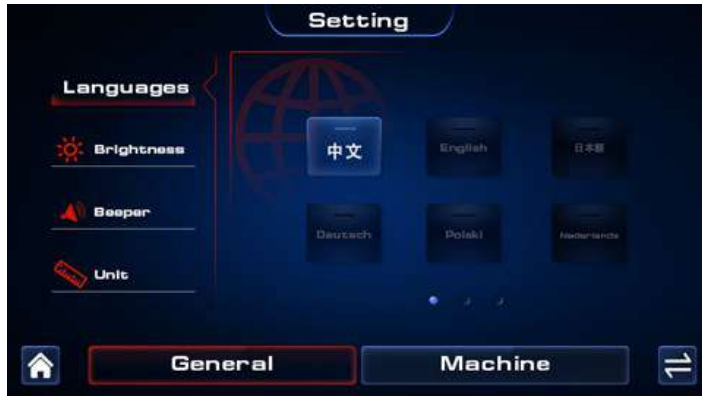 Setting
Languages
Brightness
Beeper
Unit
中文
English
日本語
Deutsch
Polski
Nederlands
General
Machine